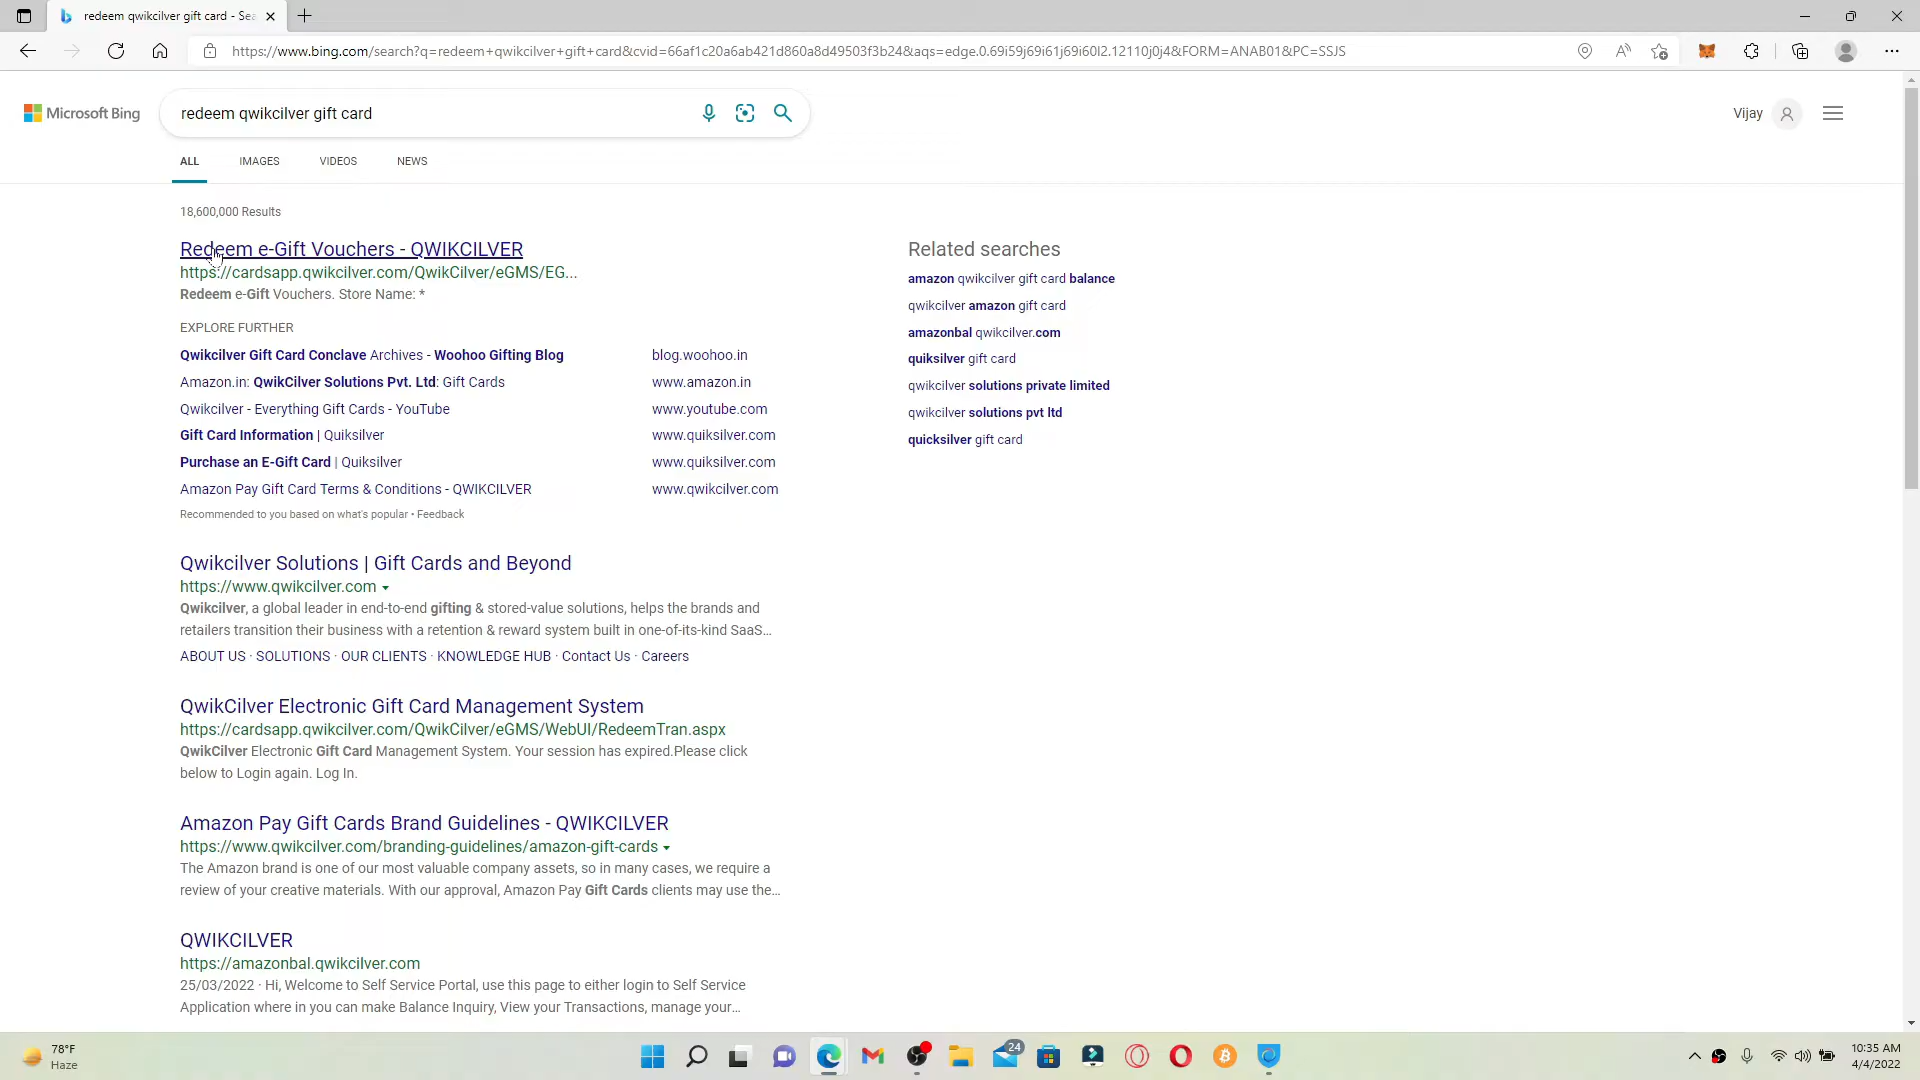 redeem qwikcilver gift card - Sea
https://www.bing.com/search?q=redeem+qwikcilver+gift+card&cvid=66af1c20a6ab421d860a8d49503f3b24&aqs=edge.0.69i59j69i61j69i60l2.12110j0j4&FORM=ANAB01&PC=SSJS
Microsoft Bing
redeem qwikcilver gift card
Vijay
ALL IMAGES VIDEOS NEWS
18,600,000 Results
Redeem e-Gift Vouchers - QWIKCILVER
https://cardsapp.qwikcilver.com/QwikCilver/eGMS/EG...
Redeem e-Gift Vouchers. Store Name: *
EXPLORE FURTHER
Qwikcilver Gift Card Conclave Archives - Woohoo Gifting Blog blog.woohoo.in
Amazon.in: QwikCilver Solutions Pvt. Ltd: Gift Cards www.amazon.in
Qwikcilver - Everything Gift Cards - YouTube www.youtube.com
Gift Card Information | Quiksilver www.quiksilver.com
Purchase an E-Gift Card | Quiksilver www.quiksilver.com
Amazon Pay Gift Card Terms & Conditions - QWIKCILVER www.qwikcilver.com
Recommended to you based on what's popular • Feedback
Related searches
amazon qwikcilver gift card balance
qwikcilver amazon gift card
amazonbal qwikcilver.com
quiksilver gift card
qwikcilver solutions private limited
qwikcilver solutions pvt ltd
quicksilver gift card
Qwikcilver Solutions | Gift Cards and Beyond
https://www.qwikcilver.com
Qwikcilver, a global leader in end-to-end gifting & stored-value solutions, helps the brands and
retailers transition their business with a retention & reward system built in one-of-its-kind SaaS…
ABOUT US · SOLUTIONS · OUR CLIENTS · KNOWLEDGE HUB · Contact Us · Careers
QwikCilver Electronic Gift Card Management System
https://cardsapp.qwikcilver.com/QwikCilver/eGMS/WebUI/RedeemTran.aspx
QwikCilver Electronic Gift Card Management System. Your session has expired.Please click
below to Login again. Log In.
Amazon Pay Gift Cards Brand Guidelines - QWIKCILVER
https://www.qwikcilver.com/branding-guidelines/amazon-gift-cards
The Amazon brand is one of our most valuable company assets, so in many cases, we require a
review of your creative materials. With our approval, Amazon Pay Gift Cards clients may use the…
QWIKCILVER
https://amazonbal.qwikcilver.com
25/03/2022 · Hi, Welcome to Self Service Portal, use this page to either login to Self Service
Application where in you can make Balance Inquiry, View your Transactions, manage your…
78°F
Haze
24
10:35 AM
4/4/2022